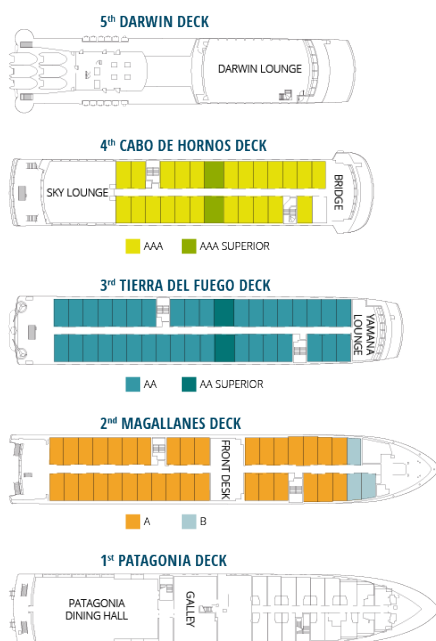 5th DARWIN DECK
DARWIN LOUNGE
4th CABO DE HORNOS DECK
SKY LOUNGE
BRIDGE
AAA
AAA SUPERIOR
3rd TIERRA DEL FUEGO DECK
YAMANA
LOUNGE
AA
AA SUPERIOR
2nd MAGALLANES DECK
FRONT DESK
A
B
1st PATAGONIA DECK
PATAGONIA
DINING HALL
GALLEY